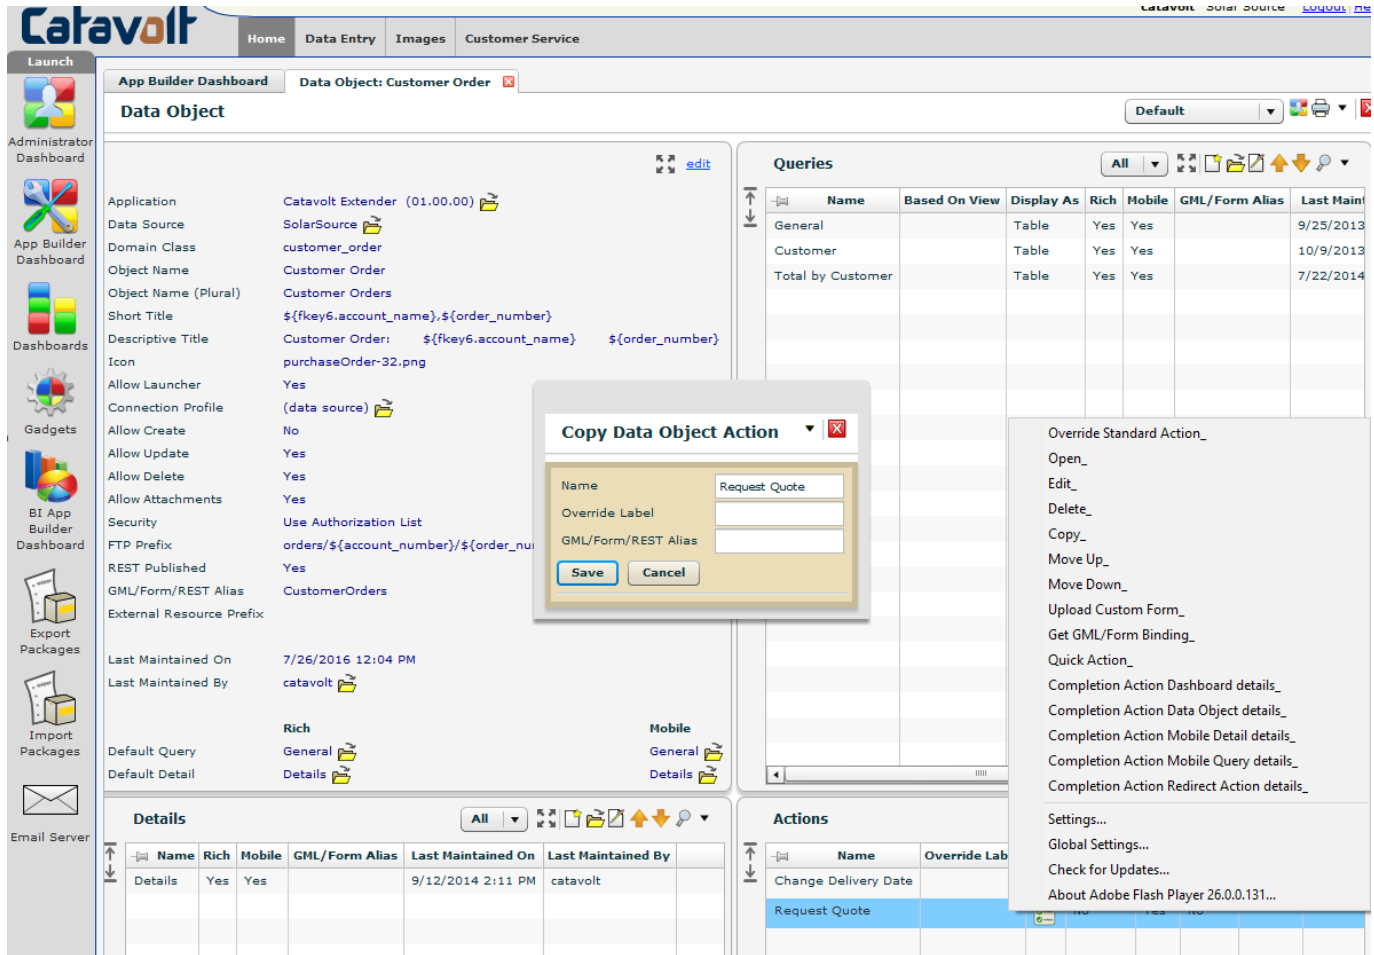 catavolt Solar Source Logout He
Catavolt
Home Data Entry Images Customer Service
Launch
Administrator
Dashboard
App Builder
Dashboard
Dashboards
Gadgets
BI App
Builder
Dashboard
Export
Packages
Import
Packages
Email Server
App Builder Dashboard Data Object: Customer Order
Data Object Default
edit
Application Catavolt Extender (01.00.00)
Data Source SolarSource
Domain Class customer_order
Object Name Customer Order
Object Name (Plural) Customer Orders
Short Title ${fkey6.account_name},${order_number}
Descriptive Title Customer Order: ${fkey6.account_name} ${order_number}
Icon purchaseOrder-32.png
Allow Launcher Yes
Connection Profile (data source)
Allow Create No
Allow Update Yes
Allow Delete Yes
Allow Attachments Yes
Security Use Authorization List
FTP Prefix orders/${account_number}/${order_nu
REST Published Yes
GML/Form/REST Alias CustomerOrders
External Resource Prefix
Last Maintained On 7/26/2016 12:04 PM
Last Maintained By catavolt
Rich Mobile
Default Query General General
Default Detail Details Details
Queries All
Name Based On View Display As Rich Mobile GML/Form Alias Last Maint
General Table Yes Yes 9/25/2013
Customer Table Yes Yes 10/9/2013
Total by Customer Table Yes Yes 7/22/2014
Copy Data Object Action
Name Request Quote
Override Label
GML/Form/REST Alias
Save Cancel
Override Standard Action_
Open_
Edit_
Delete_
Copy_
Move Up_
Move Down_
Upload Custom Form_
Get GML/Form Binding_
Quick Action_
Completion Action Dashboard details_
Completion Action Data Object details_
Completion Action Mobile Detail details_
Completion Action Mobile Query details_
Completion Action Redirect Action details_
Settings...
Global Settings...
Check for Updates...
About Adobe Flash Player 26.0.0.131...
Details All
Name Rich Mobile GML/Form Alias Last Maintained On Last Maintained By
Details Yes Yes 9/12/2014 2:11 PM catavolt
Actions
Name Override Lab
Change Delivery Date
Request Quote No Yes No